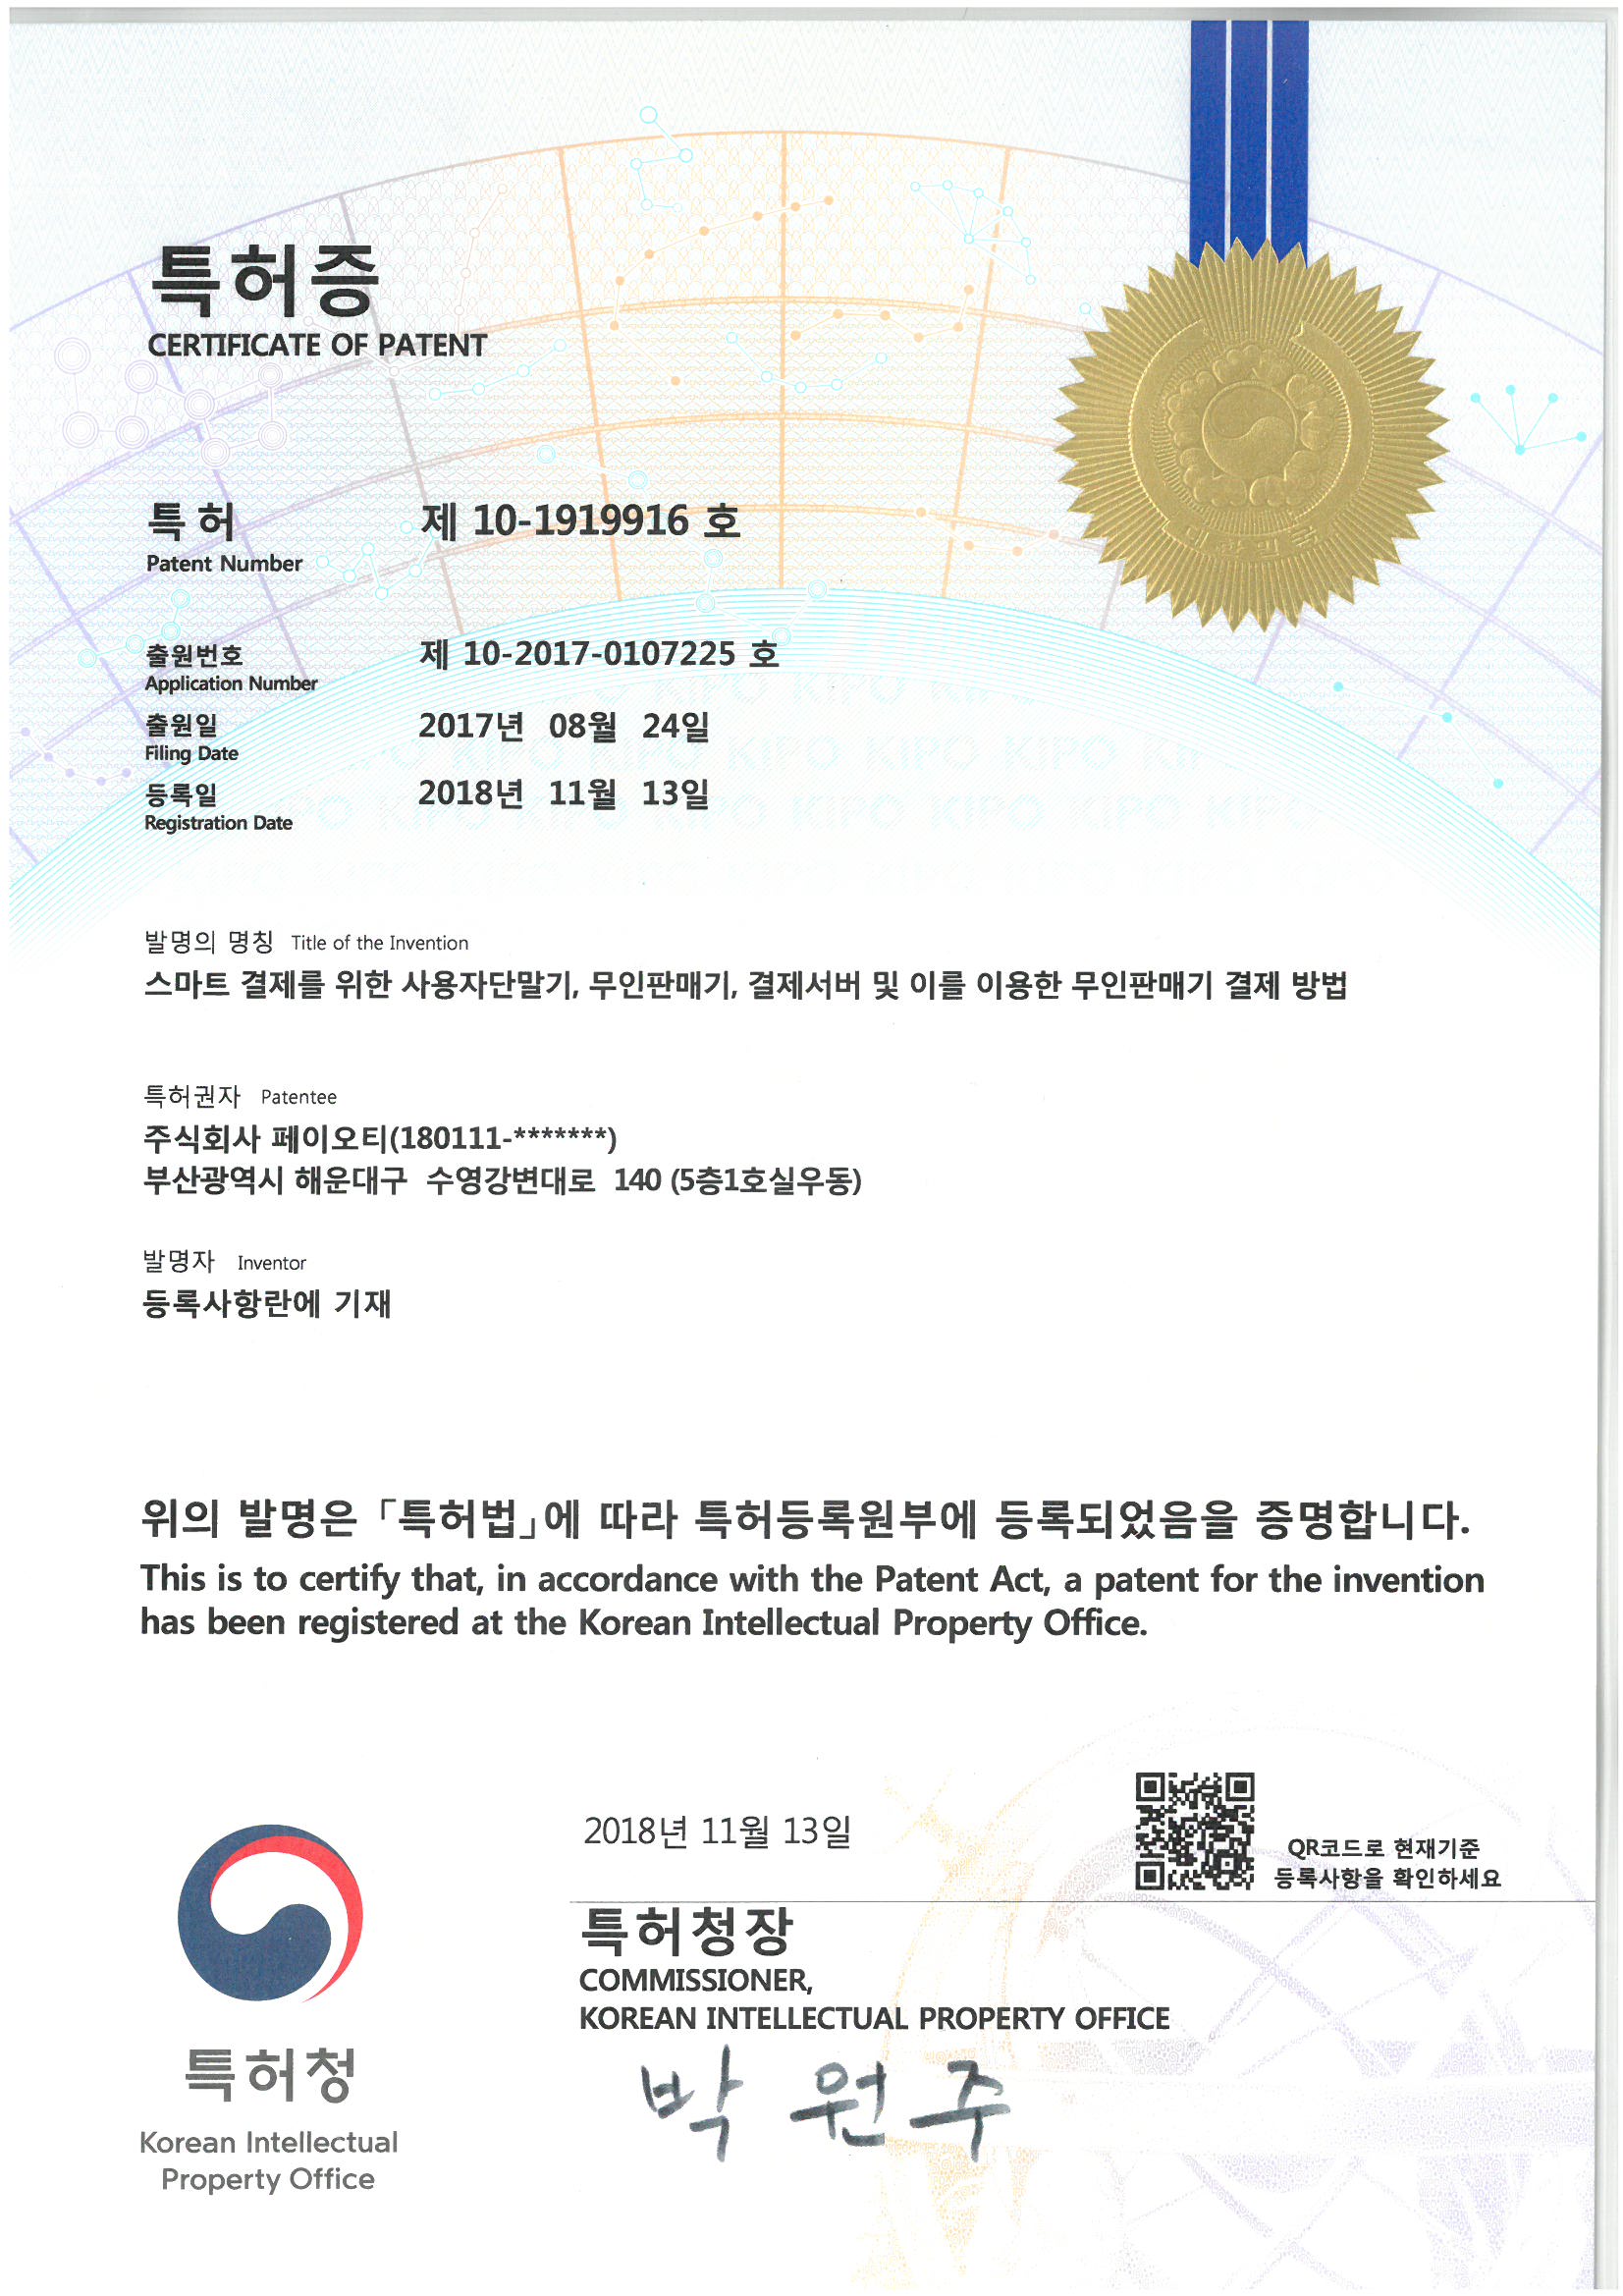 특허증
CERTIFICATE OF PATENT
특허 제 10-1919916 호
Patent Number
출원번호 제 10-2017-0107225 호
Application Number
출원일 2017년 08월 24일
Filing Date
등록일 2018년 11월 13일
Registration Date
발명의 명칭 Title of the Invention
스마트 결제를 위한 사용자단말기, 무인판매기, 결제서버 및 이를 이용한 무인판매기 결제 방법
특허권자 Patentee
주식회사 페이오티(180111-*******)
부산광역시 해운대구 수영강변대로 140 (5층1호실우동)
발명자 Inventor
등록사항란에 기재
위의 발명은 「특허법」에 따라 특허등록원부에 등록되었음을 증명합니다.
This is to certify that, in accordance with the Patent Act, a patent for the invention
has been registered at the Korean Intellectual Property Office.
2018년 11월 13일
QR코드로 현재기준
등록사항을 확인하세요
특허청장
COMMISSIONER,
KOREAN INTELLECTUAL PROPERTY OFFICE
박원주
특허청
Korean Intellectual
Property Office
대한민국